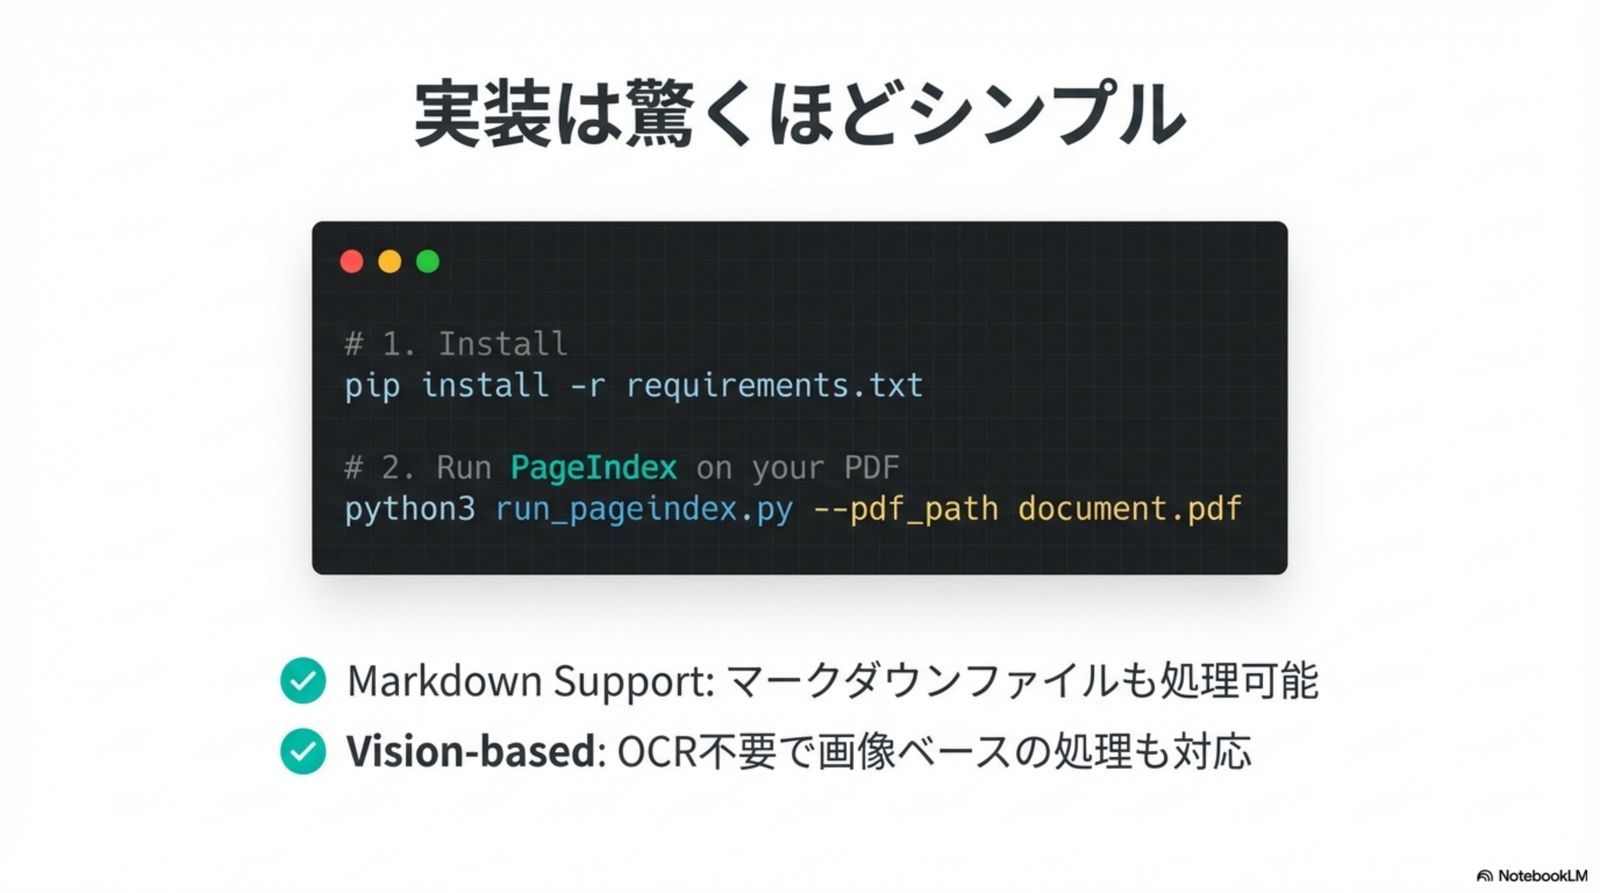 実装は驚くほどシンプル
# 1. Install
pip install -r requirements.txt
# 2. Run PageIndex on your PDF
python3 run_pageindex.py --pdf_path document.pdf
Markdown Support: マークダウンファイルも処理可能
Vision-based: OCR不要で画像ベースの処理も対応
NotebookLM